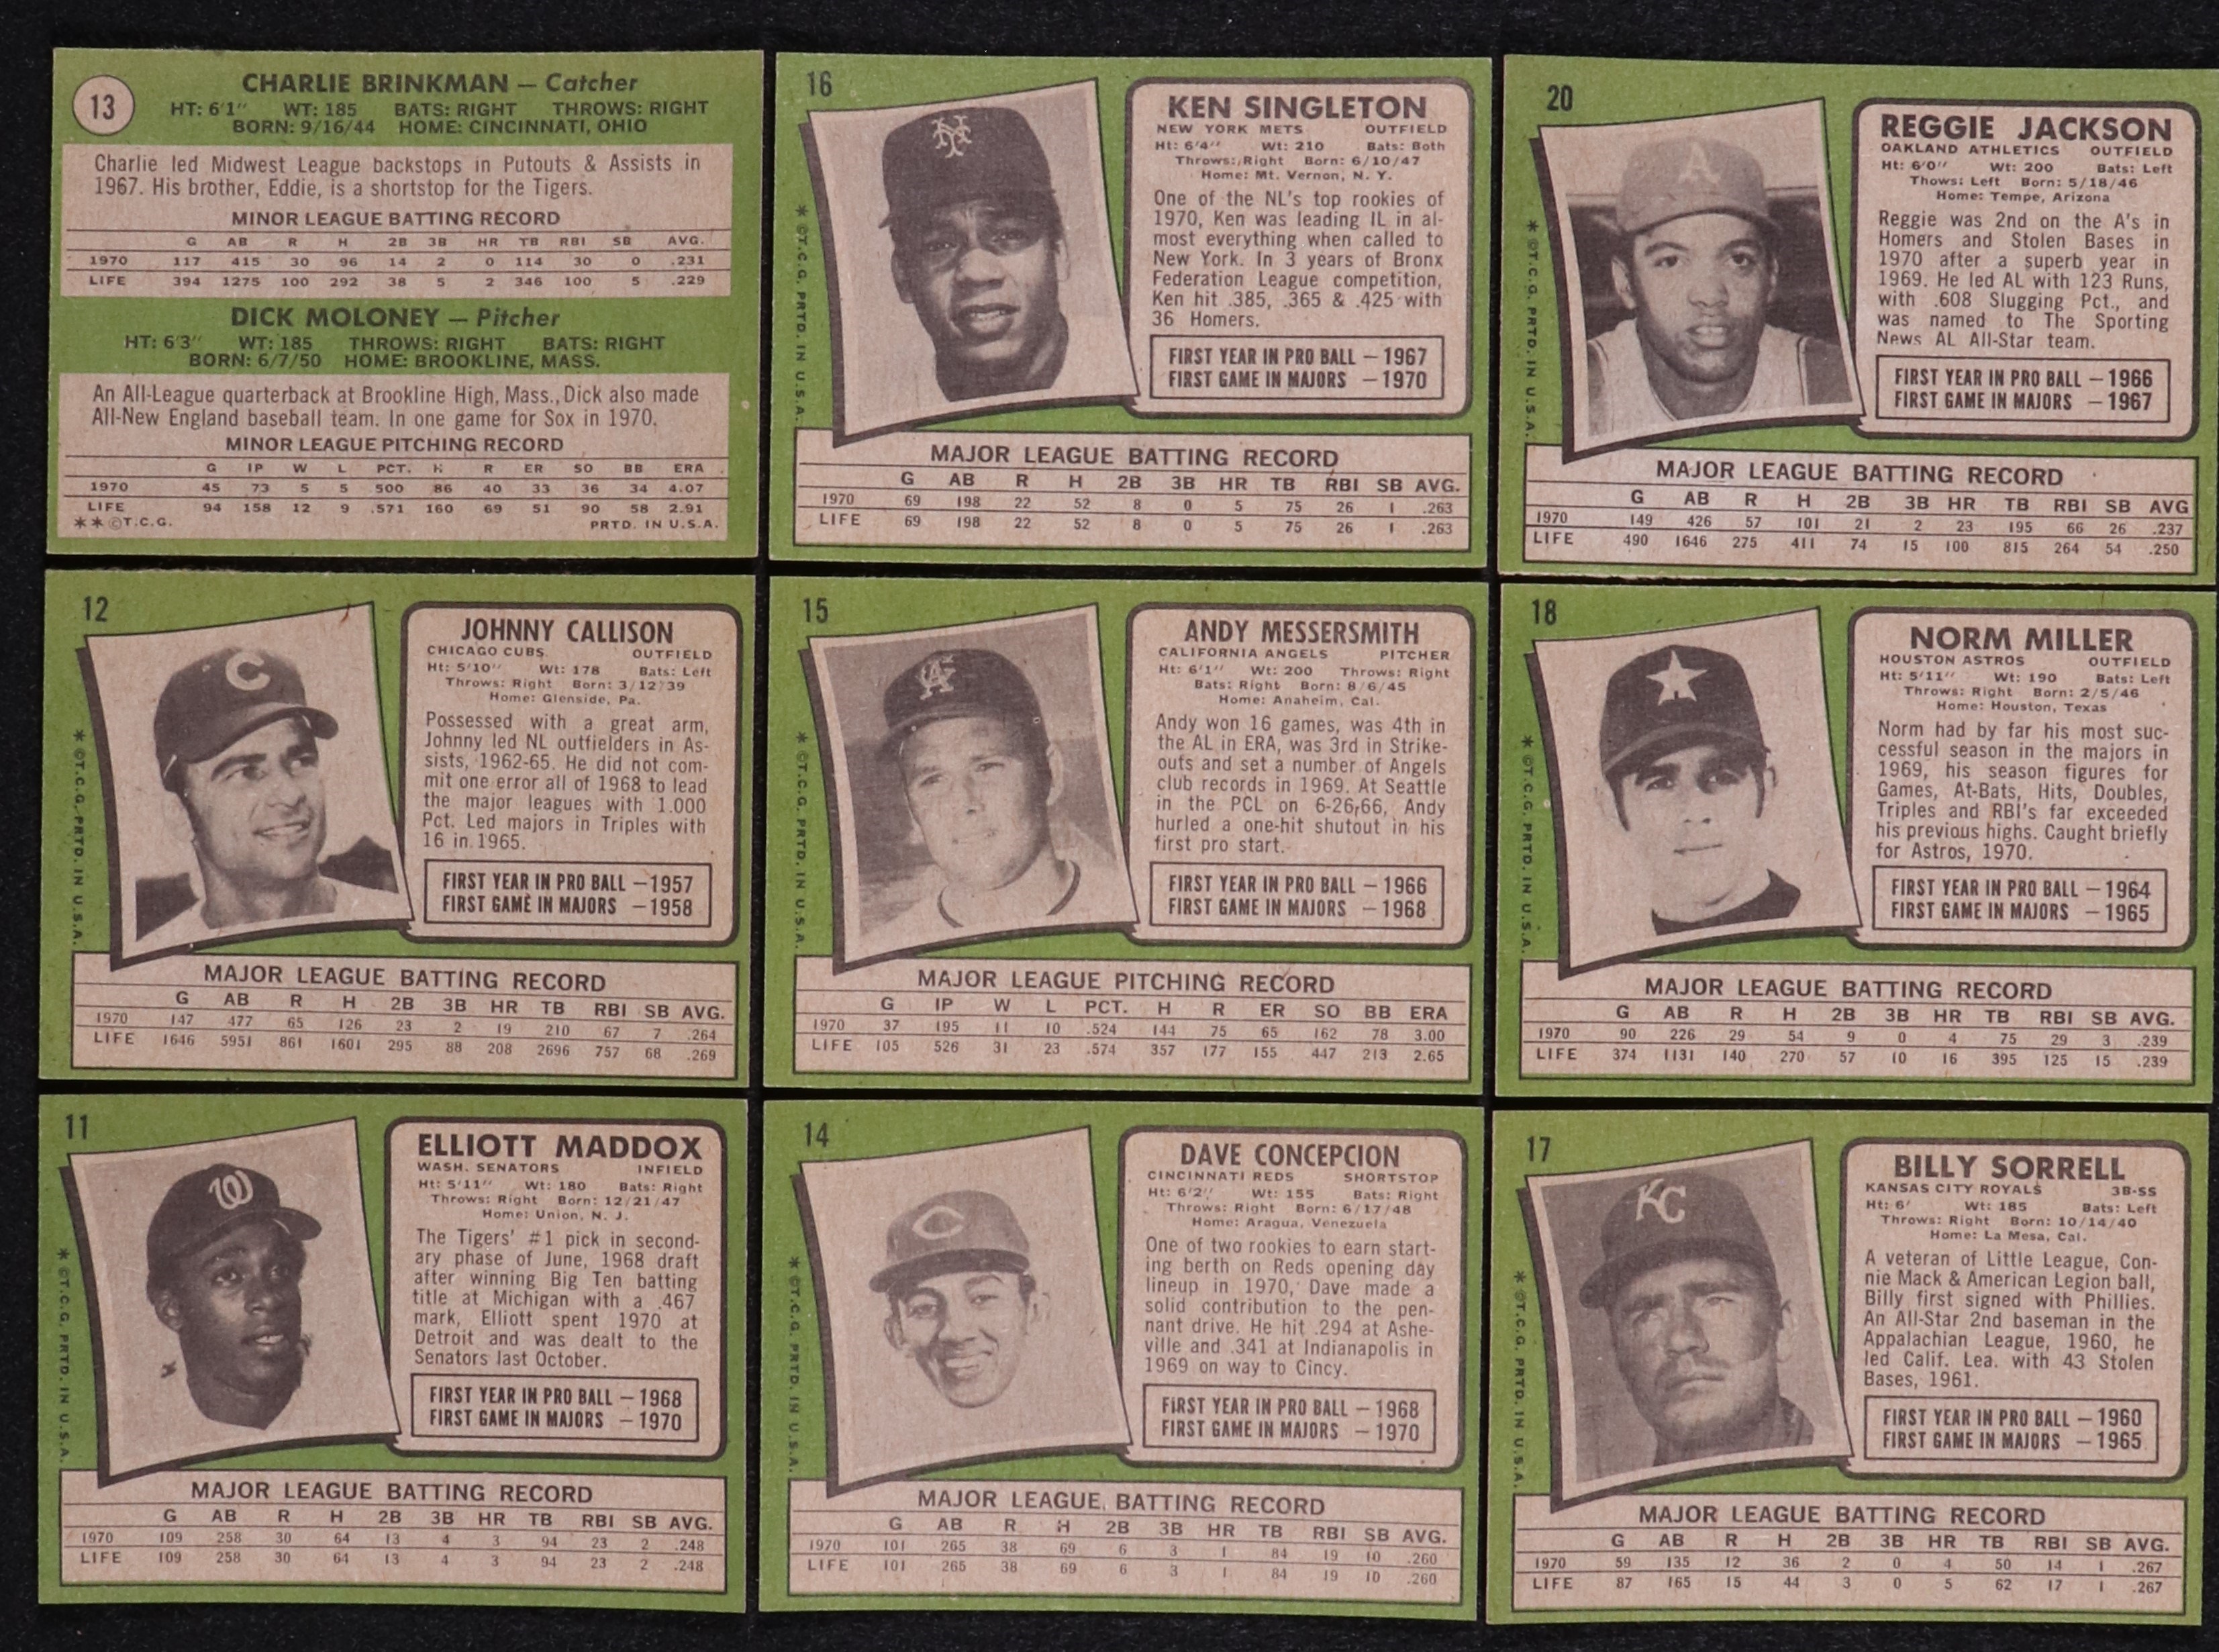 13
CHARLIE BRINKMAN — Catcher
HT: 6'1" WT: 185 BATS: RIGHT THROWS: RIGHT
BORN: 9/16/44 HOME: CINCINNATI, OHIO
Charlie led Midwest League backstops in Putouts & Assists in
1967. His brother, Eddie, is a shortstop for the Tigers.
MINOR LEAGUE BATTING RECORD
G AB R H 2B 3B HR TB RBI SB AVG.
1970 117 415 30 96 14 2 0 114 30 0 .231
LIFE 394 1275 100 292 38 5 2 346 100 5 .229
DICK MOLONEY — Pitcher
HT: 6'3" WT: 185 THROWS: RIGHT BATS: RIGHT
BORN: 6/7/50 HOME: BROOKLINE, MASS.
An All-League quarterback at Brookline High, Mass., Dick also made
All-New England baseball team. In one game for Sox in 1970.
MINOR LEAGUE PITCHING RECORD
G IP W L PCT. H R ER SO BB ERA
1970 45 73 5 5 .500 86 40 33 36 34 4.07
LIFE 94 158 12 9 .571 160 69 51 90 58 2.91
**©T.C.G. PRTD. IN U.S.A.
16
KEN SINGLETON
NEW YORK METS OUTFIELD
Ht: 6'4" Wt: 210 Bats: Both
Throws: Right Born: 6/10/47
Home: Mt. Vernon, N. Y.
One of the NL's top rookies of
1970, Ken was leading IL in al-
most everything when called to
New York. In 3 years of Bronx
Federation League competition,
Ken hit .385, .365 & .425 with
36 Homers.
FIRST YEAR IN PRO BALL — 1967
FIRST GAME IN MAJORS — 1970
* ©T.C.G. PRTD. IN U.S.A.
MAJOR LEAGUE BATTING RECORD
G AB R H 2B 3B HR TB RBI SB AVG.
1970 69 198 22 52 8 0 5 75 26 1 .263
LIFE 69 198 22 52 8 0 5 75 26 1 .263
20
REGGIE JACKSON
OAKLAND ATHLETICS OUTFIELD
Ht: 6'0" Wt: 200 Bats: Left
Thows: Left Born: 5/18/46
Home: Tempe, Arizona
Reggie was 2nd on the A's in
Homers and Stolen Bases in
1970 after a superb year in
1969. He led AL with 123 Runs,
with .608 Slugging Pct., and
was named to The Sporting
News AL All-Star team.
FIRST YEAR IN PRO BALL — 1966
FIRST GAME IN MAJORS — 1967
* ©T.C.G. PRTD. IN U.S.A.
MAJOR LEAGUE BATTING RECORD
G AB R H 2B 3B HR TB RBI SB AVG
1970 149 426 57 101 21 2 23 195 66 26 .237
LIFE 490 1646 275 411 74 15 100 815 264 54 .250
12
JOHNNY CALLISON
CHICAGO CUBS OUTFIELD
Ht: 5'10" Wt: 178 Bats: Left
Throws: Right Born: 3/12/39
Home: Glenside, Pa.
Possessed with a great arm,
Johnny led NL outfielders in As-
sists, 1962-65. He did not com-
mit one error all of 1968 to lead
the major leagues with 1.000
Pct. Led majors in Triples with
16 in 1965.
FIRST YEAR IN PRO BALL — 1957
FIRST GAME IN MAJORS — 1958
* ©T.C.G. PRTD. IN U.S.A.
MAJOR LEAGUE BATTING RECORD
G AB R H 2B 3B HR TB RBI SB AVG.
1970 147 477 65 126 23 2 19 210 67 7 .264
LIFE 1646 5951 861 1601 295 88 208 2696 757 68 .269
15
ANDY MESSERSMITH
CALIFORNIA ANGELS PITCHER
Ht: 6'1" Wt: 200 Throws: Right
Bats: Right Born: 8/6/45
Home: Anaheim, Cal.
Andy won 16 games, was 4th in
the AL in ERA, was 3rd in Strike-
outs and set a number of Angels
club records in 1969. At Seattle
in the PCL on 6-26-66, Andy
hurled a one-hit shutout in his
first pro start.
FIRST YEAR IN PRO BALL — 1966
FIRST GAME IN MAJORS — 1968
* ©T.C.G. PRTD. IN U.S.A.
MAJOR LEAGUE PITCHING RECORD
G IP W L PCT. H R ER SO BB ERA
1970 37 195 11 10 .524 144 75 65 162 78 3.00
LIFE 105 526 31 23 .574 357 177 155 447 213 2.65
18
NORM MILLER
HOUSTON ASTROS OUTFIELD
Ht: 5'11" Wt: 190 Bats: Left
Throws: Right Born: 2/5/46
Home: Houston, Texas
Norm had by far his most suc-
cessful season in the majors in
1969, his season figures for
Games, At-Bats, Hits, Doubles,
Triples and RBI's far exceeded
his previous highs. Caught briefly
for Astros, 1970.
FIRST YEAR IN PRO BALL — 1964
FIRST GAME IN MAJORS — 1965
* ©T.C.G. PRTD. IN U.S.A.
MAJOR LEAGUE BATTING RECORD
G AB R H 2B 3B HR TB RBI SB AVG.
1970 90 226 29 54 9 0 4 75 29 3 .239
LIFE 374 1131 140 270 57 10 16 395 125 15 .239
11
ELLIOTT MADDOX
WASH. SENATORS INFIELD
Ht: 5'11" Wt: 180 Bats: Right
Throws: Right Born: 12/21/47
Home: Union, N. J.
The Tigers' #1 pick in second-
ary phase of June, 1968 draft
after winning Big Ten batting
title at Michigan with a .467
mark, Elliott spent 1970 at
Detroit and was dealt to the
Senators last October.
FIRST YEAR IN PRO BALL — 1968
FIRST GAME IN MAJORS — 1970
* ©T.C.G. PRTD. IN U.S.A.
MAJOR LEAGUE BATTING RECORD
G AB R H 2B 3B HR TB RBI SB AVG.
1970 109 258 30 64 13 4 3 94 23 2 .248
LIFE 109 258 30 64 13 4 3 94 23 2 .248
14
DAVE CONCEPCION
CINCINNATI REDS SHORTSTOP
Ht: 6'2" Wt: 155 Bats: Right
Throws: Right Born: 6/17/48
Home: Aragua, Venezuela
One of two rookies to earn start-
ing berth on Reds opening day
lineup in 1970, Dave made a
solid contribution to the pen-
nant drive. He hit .294 at Ashe-
ville and .341 at Indianapolis in
1969 on way to Cincy.
FIRST YEAR IN PRO BALL — 1968
FIRST GAME IN MAJORS — 1970
* ©T.C.G. PRTD. IN U.S.A.
MAJOR LEAGUE BATTING RECORD
G AB R H 2B 3B HR TB RBI SB AVG.
1970 101 265 38 69 6 3 1 84 19 10 .260
LIFE 101 265 38 69 6 3 1 84 19 10 .260
17
BILLY SORRELL
KANSAS CITY ROYALS 3B-SS
Ht: 6' Wt: 185 Bats: Left
Throws: Right Born: 10/14/40
Home: La Mesa, Cal.
A veteran of Little League, Con-
nie Mack & American Legion ball,
Billy first signed with Phillies.
An All-Star 2nd baseman in the
Appalachian League, 1960, he
led Calif. Lea. with 43 Stolen
Bases, 1961.
FIRST YEAR IN PRO BALL — 1960
FIRST GAME IN MAJORS — 1965
* ©T.C.G. PRTD. IN U.S.A.
MAJOR LEAGUE BATTING RECORD
G AB R H 2B 3B HR TB RBI SB AVG.
1970 59 135 12 36 2 0 4 50 14 1 .267
LIFE 87 165 15 44 3 0 5 62 17 1 .267